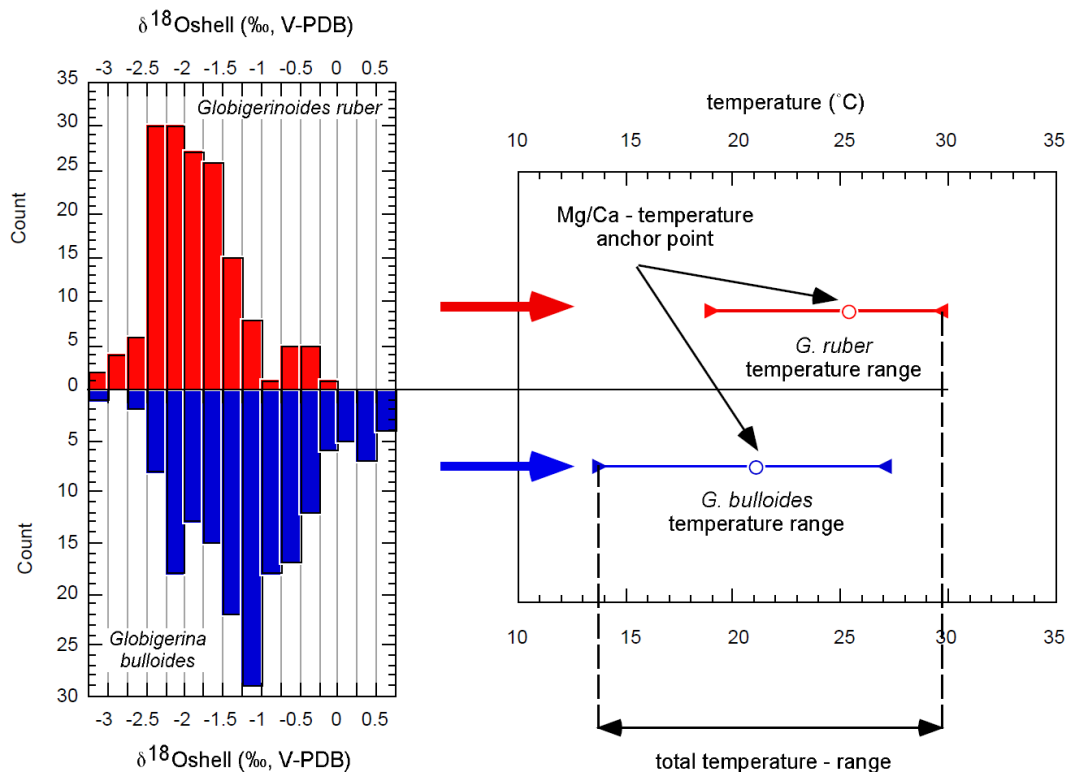 δ18Oshell (‰, V-PDB)
-3 -2.5 -2 -1.5 -1 -0.5 0 0.5
35
30
25
20
15
10
5
0
5
10
15
20
25
30
Count
Count
Globigerinoides ruber
Globigerina
bulloides
-3 -2.5 -2 -1.5 -1 -0.5 0 0.5
δ18Oshell (‰, V-PDB)
temperature (°C)
10 15 20 25 30 35
Mg/Ca - temperature
anchor point
G. ruber
temperature range
G. bulloides
temperature range
10 15 20 25 30 35
total temperature - range